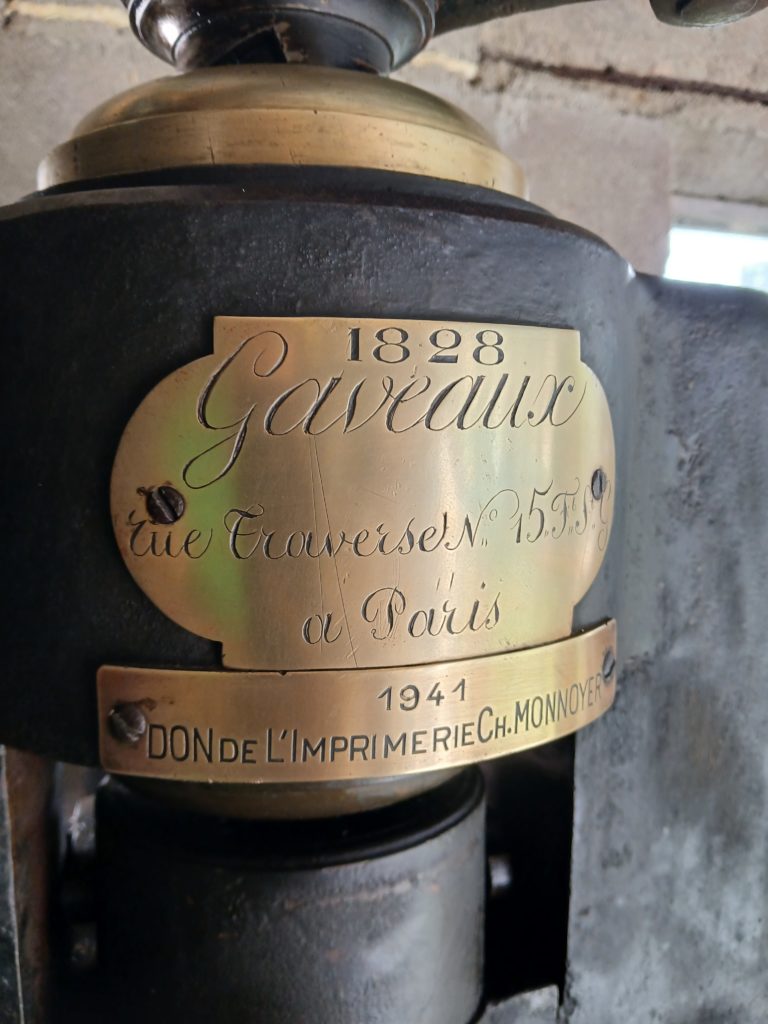 1828
Gaveaux
rue Traverse N. 15. F. S. G
a Paris
1941
DON DE L'IMPRIMERIE CH. MONNOYER